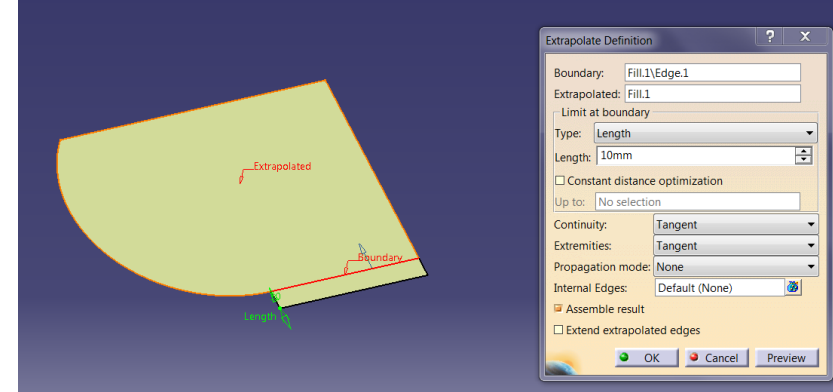 Extrapolate Definition
? X
Boundary: Fill.1\Edge.1
Extrapolated: Fill.1
Limit at boundary
Type: Length
Length: 10mm
Constant distance optimization
Up to: No selection
Continuity: Tangent
Extremities: Tangent
Propagation mode: None
Internal Edges: Default (None)
Assemble result
Extend extrapolated edges
OK Cancel Preview
Extrapolated
Boundary
Length